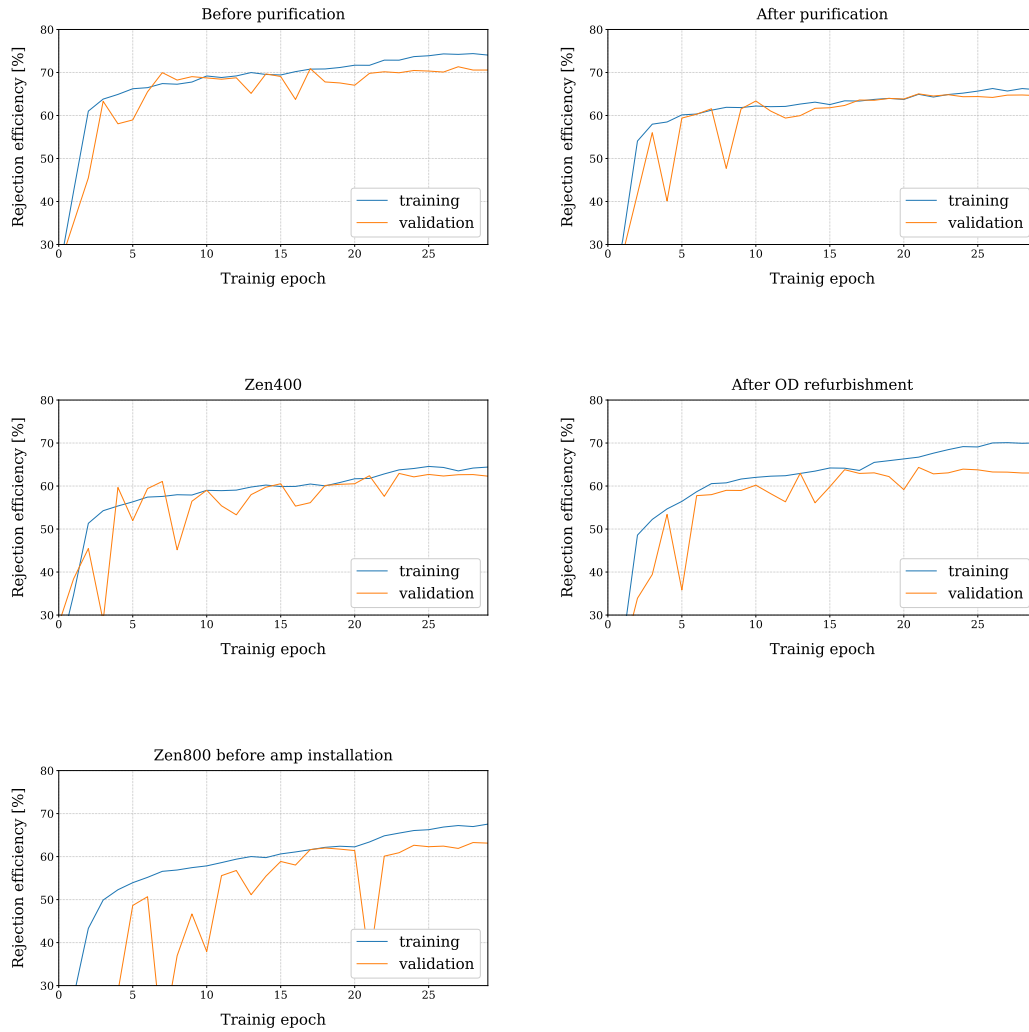 Before purification
80
70
60
50
40
30
Rejection efficiency [%]
training
validation
0 5 10 15 20 25
Trainig epoch
After purification
80
70
60
50
40
30
Rejection efficiency [%]
training
validation
0 5 10 15 20 25
Trainig epoch
Zen400
80
70
60
50
40
30
Rejection efficiency [%]
training
validation
0 5 10 15 20 25
Trainig epoch
After OD refurbishment
80
70
60
50
40
30
Rejection efficiency [%]
training
validation
0 5 10 15 20 25
Trainig epoch
Zen800 before amp installation
80
70
60
50
40
30
Rejection efficiency [%]
training
validation
0 5 10 15 20 25
Trainig epoch